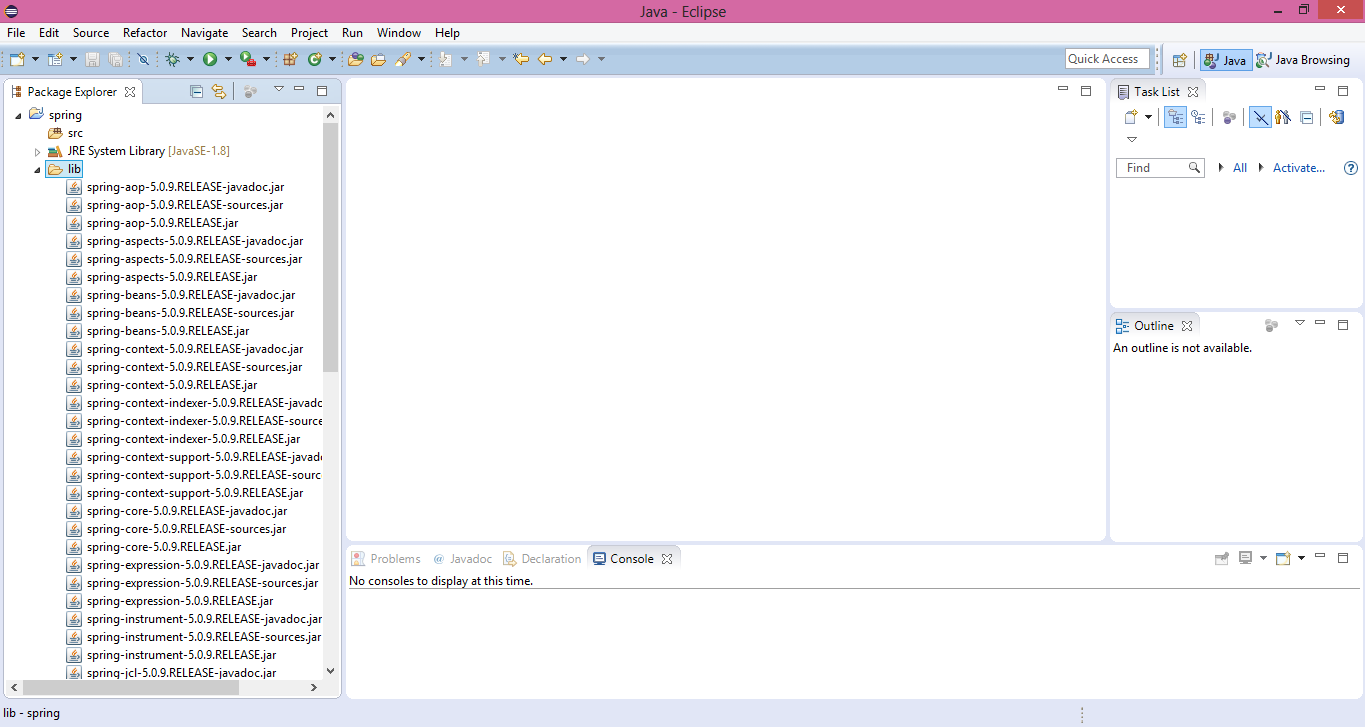 Java - Eclipse
File Edit Source Refactor Navigate Search Project Run Window Help
Quick Access
Java
Java Browsing
Package Explorer
spring
src
JRE System Library [JavaSE-1.8]
lib
spring-aop-5.0.9.RELEASE-javadoc.jar
spring-aop-5.0.9.RELEASE-sources.jar
spring-aop-5.0.9.RELEASE.jar
spring-aspects-5.0.9.RELEASE-javadoc.jar
spring-aspects-5.0.9.RELEASE-sources.jar
spring-aspects-5.0.9.RELEASE.jar
spring-beans-5.0.9.RELEASE-javadoc.jar
spring-beans-5.0.9.RELEASE-sources.jar
spring-beans-5.0.9.RELEASE.jar
spring-context-5.0.9.RELEASE-javadoc.jar
spring-context-5.0.9.RELEASE-sources.jar
spring-context-5.0.9.RELEASE.jar
spring-context-indexer-5.0.9.RELEASE-javadc
spring-context-indexer-5.0.9.RELEASE-source
spring-context-indexer-5.0.9.RELEASE.jar
spring-context-support-5.0.9.RELEASE-javad
spring-context-support-5.0.9.RELEASE-sourc
spring-context-support-5.0.9.RELEASE.jar
spring-core-5.0.9.RELEASE-javadoc.jar
spring-core-5.0.9.RELEASE-sources.jar
spring-core-5.0.9.RELEASE.jar
spring-expression-5.0.9.RELEASE-javadoc.jar
spring-expression-5.0.9.RELEASE-sources.jar
spring-expression-5.0.9.RELEASE.jar
spring-instrument-5.0.9.RELEASE-javadoc.jar
spring-instrument-5.0.9.RELEASE-sources.jar
spring-instrument-5.0.9.RELEASE.jar
spring-jcl-5.0.9.RELEASE-javadoc.jar
Task List
Find
All
Activate...
Outline
An outline is not available.
Problems @ Javadoc Declaration Console
No consoles to display at this time.
lib - spring